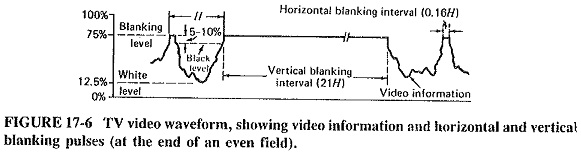 100%
Blanking
75%
level
5-10%
Black
level
12.5%
White
level
0%
Horizontal blanking interval (0.16H)
Vertical blanking
interval (21H)
Video information
FIGURE 17-6 TV video waveform, showing video information and horizontal and vertical
blanking pulses (at the end of an even field).